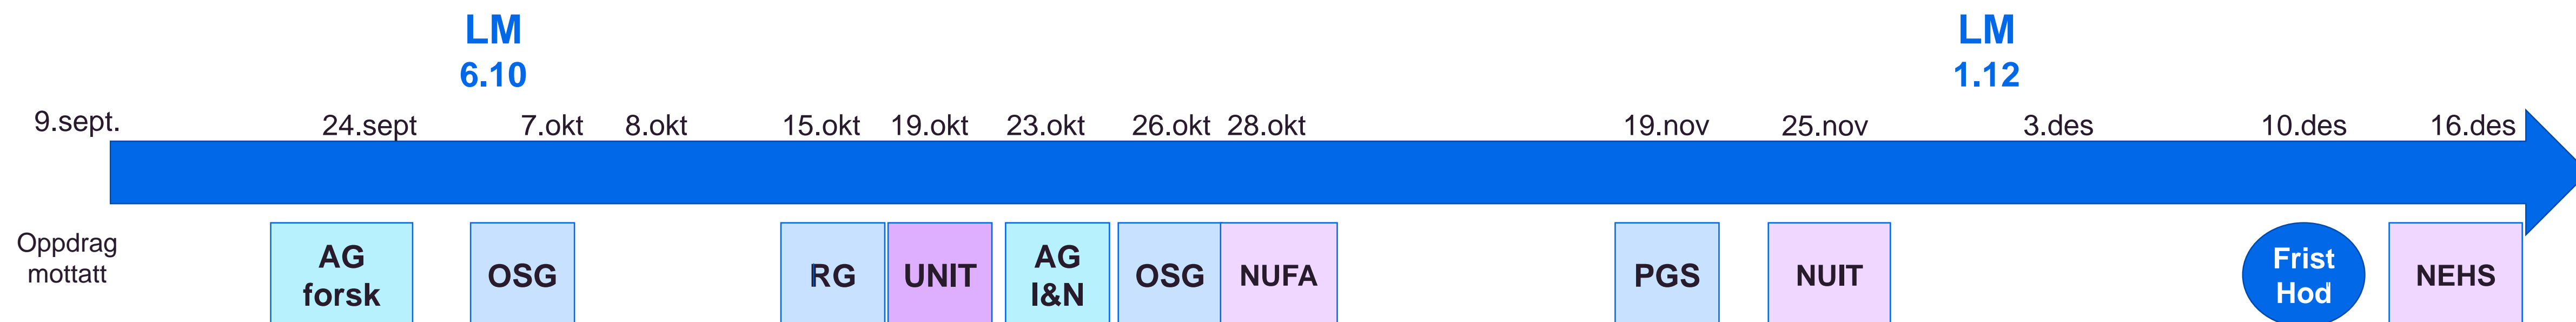 LM
6.10
LM
1.12
9.sept.
24.sept
7.okt
8.okt
15.okt
19.okt
23.okt
26.okt
28.okt
19.nov
25.nov
3.des
10.des
16.des
Oppdrag
mottatt
AG
forsk
OSG
RG
UNIT
AG
I&N
OSG
NUFA
PGS
NUIT
Frist
Hod
NEHS